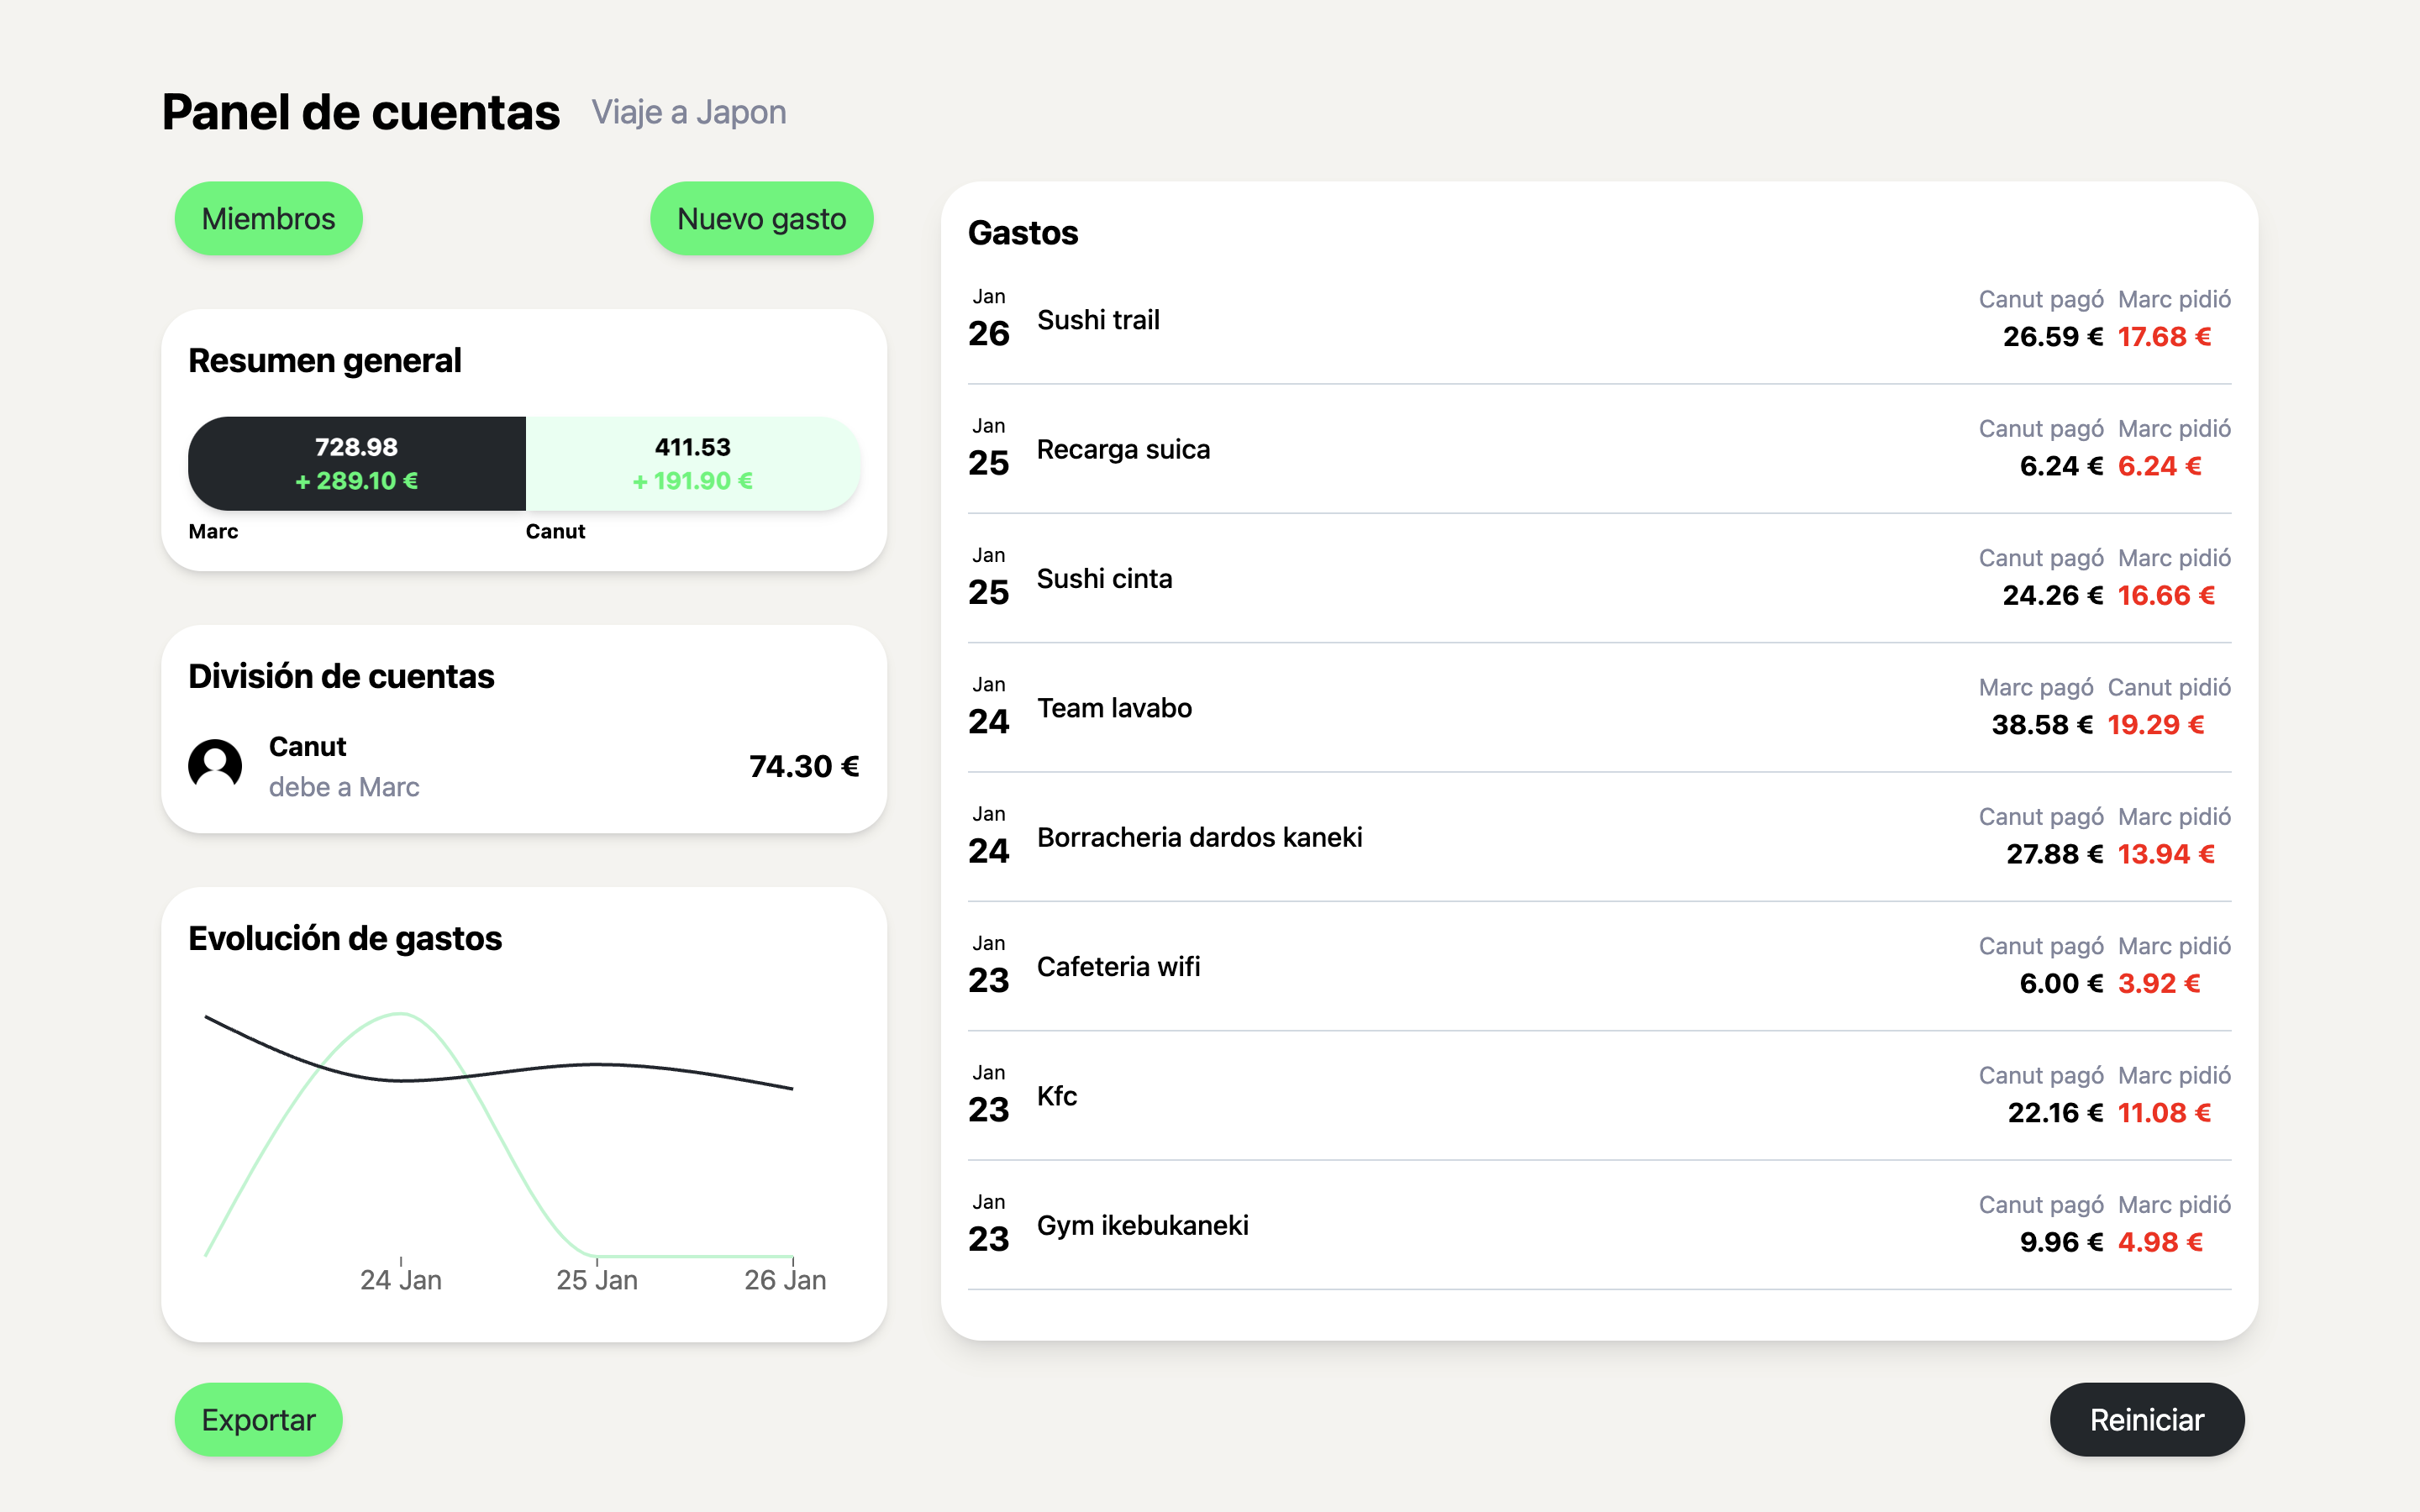 Panel de cuentas Viaje a Japon
Miembros Nuevo gasto
Resumen general
728.98 411.53
+ 289.10 € + 191.90 €
Marc Canut
División de cuentas
Canut
debe a Marc
74.30 €
Evolución de gastos
24 Jan 25 Jan 26 Jan
Exportar
Gastos
Jan
26
Sushi trail
Canut pagó Marc pidió
26.59 € 17.68 €
Jan
25
Recarga suica
Canut pagó Marc pidió
6.24 € 6.24 €
Jan
25
Sushi cinta
Canut pagó Marc pidió
24.26 € 16.66 €
Jan
24
Team lavabo
Marc pagó Canut pidió
38.58 € 19.29 €
Jan
24
Borracheria dardos kaneki
Canut pagó Marc pidió
27.88 € 13.94 €
Jan
23
Cafeteria wifi
Canut pagó Marc pidió
6.00 € 3.92 €
Jan
23
Kfc
Canut pagó Marc pidió
22.16 € 11.08 €
Jan
23
Gym ikebukaneki
Canut pagó Marc pidió
9.96 € 4.98 €
Reiniciar